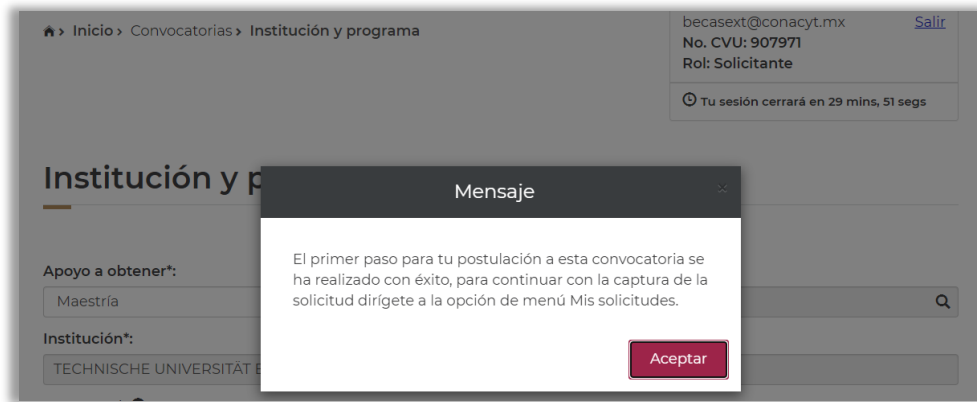 Inicio › Convocatorias › Institución y programa
becasext@conacyt.mx Salir
No. CVU: 907971
Rol: Solicitante
Tu sesión cerrará en 29 mins, 51 segs
Institución y p
Mensaje ×
El primer paso para tu postulación a esta convocatoria se
ha realizado con éxito, para continuar con la captura de la
solicitud dirígete a la opción de menú Mis solicitudes.
Aceptar
Apoyo a obtener*:
Maestría
Institución*:
TECHNISCHE UNIVERSITÄT